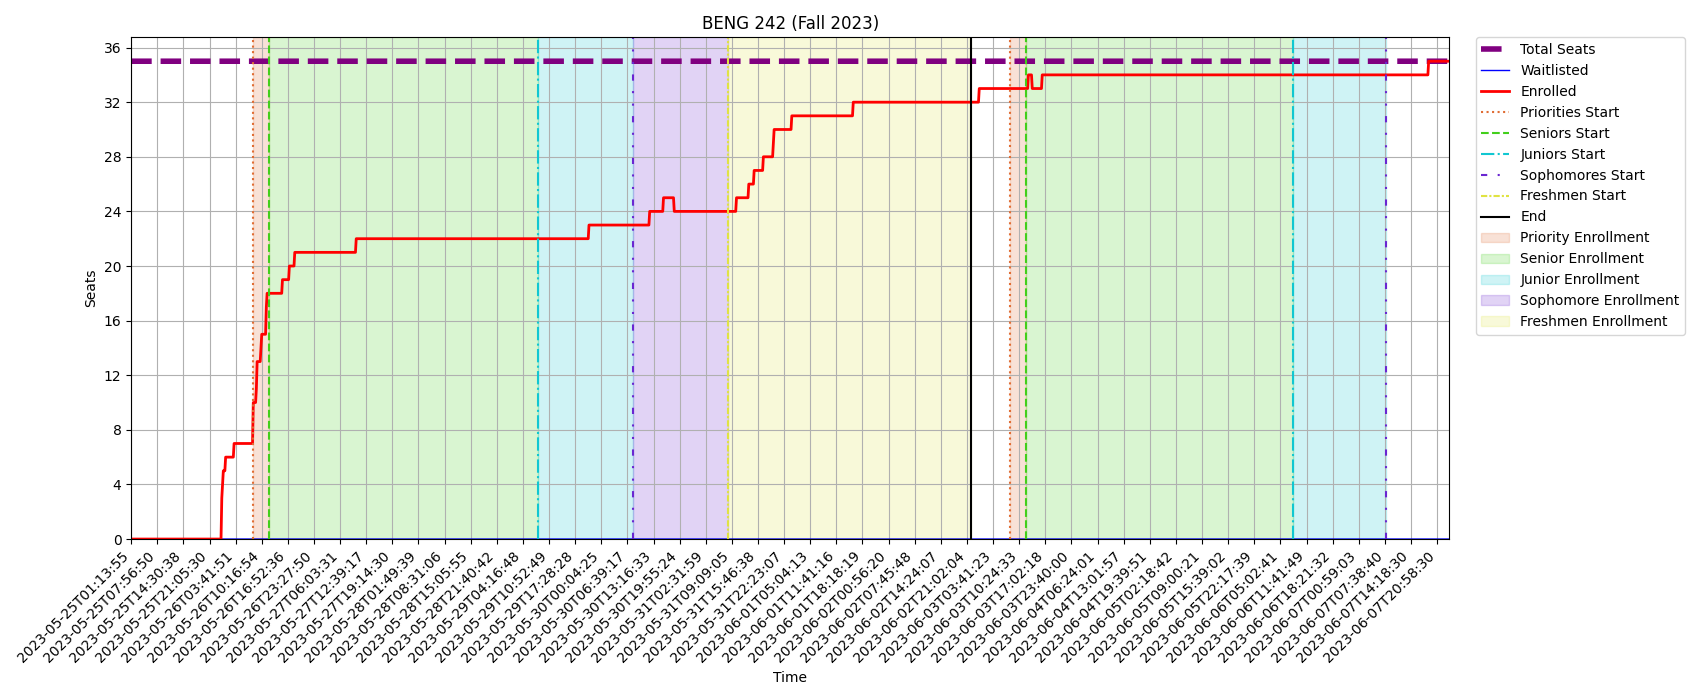 BENG 242 (Fall 2023)
36
32
28
24
20
16
12
8
4
0
Seats
2023-05-25T01:13:55
2023-05-25T07:56:50
2023-05-25T14:30:38
2023-05-25T21:05:30
2023-05-26T03:41:51
2023-05-26T10:16:54
2023-05-26T16:52:36
2023-05-26T23:27:50
2023-05-27T06:03:31
2023-05-27T12:39:17
2023-05-27T19:14:30
2023-05-28T01:49:39
2023-05-28T08:31:06
2023-05-28T15:05:55
2023-05-28T21:40:42
2023-05-29T04:16:48
2023-05-29T10:52:49
2023-05-29T17:28:28
2023-05-30T00:04:25
2023-05-30T06:39:17
2023-05-30T13:16:33
2023-05-30T19:55:24
2023-05-31T02:31:59
2023-05-31T09:09:05
2023-05-31T15:46:38
2023-05-31T22:23:07
2023-06-01T05:04:13
2023-06-01T11:41:16
2023-06-01T18:18:19
2023-06-02T00:56:20
2023-06-02T07:45:48
2023-06-02T14:24:07
2023-06-02T21:02:04
2023-06-03T03:41:23
2023-06-03T10:24:33
2023-06-03T17:02:18
2023-06-03T23:40:00
2023-06-04T06:24:01
2023-06-04T13:01:57
2023-06-04T19:39:51
2023-06-05T02:18:42
2023-06-05T09:00:21
2023-06-05T15:39:02
2023-06-05T22:17:39
2023-06-06T05:02:41
2023-06-06T11:41:49
2023-06-06T18:21:32
2023-06-07T00:59:03
2023-06-07T07:38:40
2023-06-07T14:18:30
2023-06-07T20:58:30
Time
Total Seats
Waitlisted
Enrolled
Priorities Start
Seniors Start
Juniors Start
Sophomores Start
Freshmen Start
End
Priority Enrollment
Senior Enrollment
Junior Enrollment
Sophomore Enrollment
Freshmen Enrollment